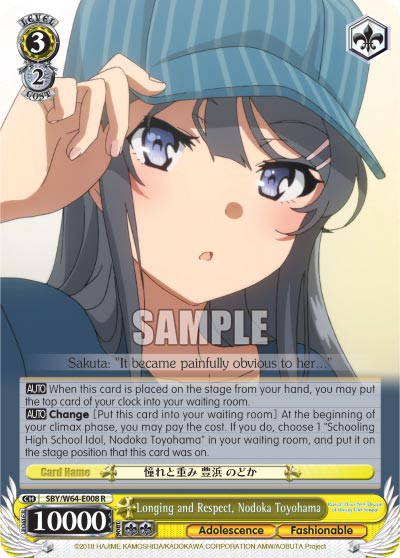 LEVEL
3
2
COST
SAMPLE
Sakuta: "It became painfully obvious to her..."
AUTO When this card is placed on the stage from your hand, you may put
the top card of your clock into your waiting room.
AUTO Change [Put this card into your waiting room] At the beginning of
your climax phase, you may pay the cost. If you do, choose 1 "Schooling
High School Idol, Nodoka Toyohama" in your waiting room, and put it on
the stage position that this card was on.
Card Name
憧れと重み 豊浜 のどか
CH SBY/W64-E008 R
Longing and Respect, Nodoka Toyohama
10000
Adolescence
Fashionable
©2018 HAJIME KAMOSHIDA/KADOKAWA CORPORATION AMW/AOBUTA Project